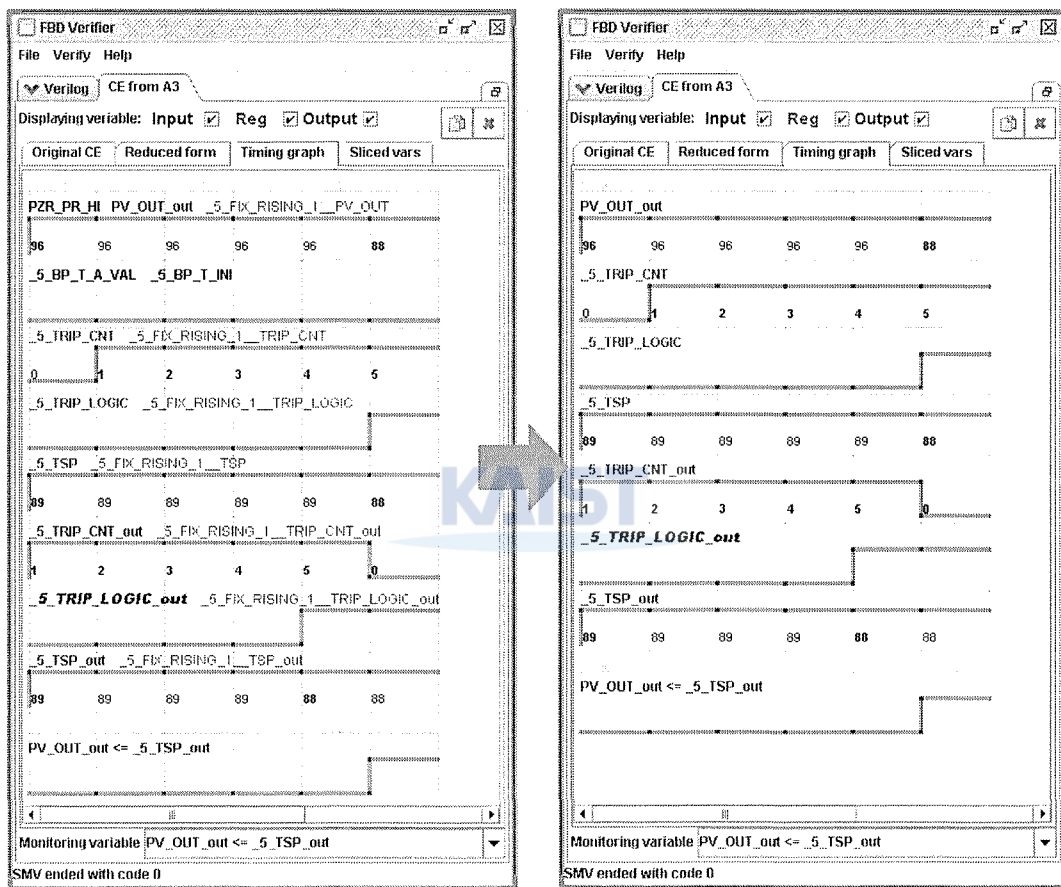 FBD Verifier
File Verify Help
Verilog CE from A3
Displaying veriable: Input Reg Output
Original CE Reduced form Timing graph Sliced vars
PZR_PR_HI PV_OUT_out _5_FIX_RISING_1__PV_OUT
96 96 96 96 96 88
_5_BP_T_A_VAL _5_BP_T_INI
_5_TRIP_CNT _5_FIX_RISING_1__TRIP_CNT
0 1 2 3 4 5
_5_TRIP_LOGIC _5_FIX_RISING_1__TRIP_LOGIC
_5_TSP _5_FIX_RISING_1__TSP
89 89 89 89 89 88
_5_TRIP_CNT_out _5_FIX_RISING_1__TRIP_CNT_out
1 2 3 4 5 0
_5_TRIP_LOGIC_out _5_FIX_RISING_1__TRIP_LOGIC_out
_5_TSP_out _5_FIX_RISING_1__TSP_out
89 89 89 89 88 88
PV_OUT_out <= _5_TSP_out
Monitoring variable PV_OUT_out <= _5_TSP_out
SMV ended with code 0
KAIST
FBD Verifier
File Verify Help
Verilog CE from A3
Displaying veriable: Input Reg Output
Original CE Reduced form Timing graph Sliced vars
PV_OUT_out
96 96 96 96 96 88
_5_TRIP_CNT
0 1 2 3 4 5
_5_TRIP_LOGIC
_5_TSP
89 89 89 89 89 88
_5_TRIP_CNT_out
1 2 3 4 5 0
_5_TRIP_LOGIC_out
_5_TSP_out
89 89 89 89 88 88
PV_OUT_out <= _5_TSP_out
Monitoring variable PV_OUT_out <= _5_TSP_out
SMV ended with code 0